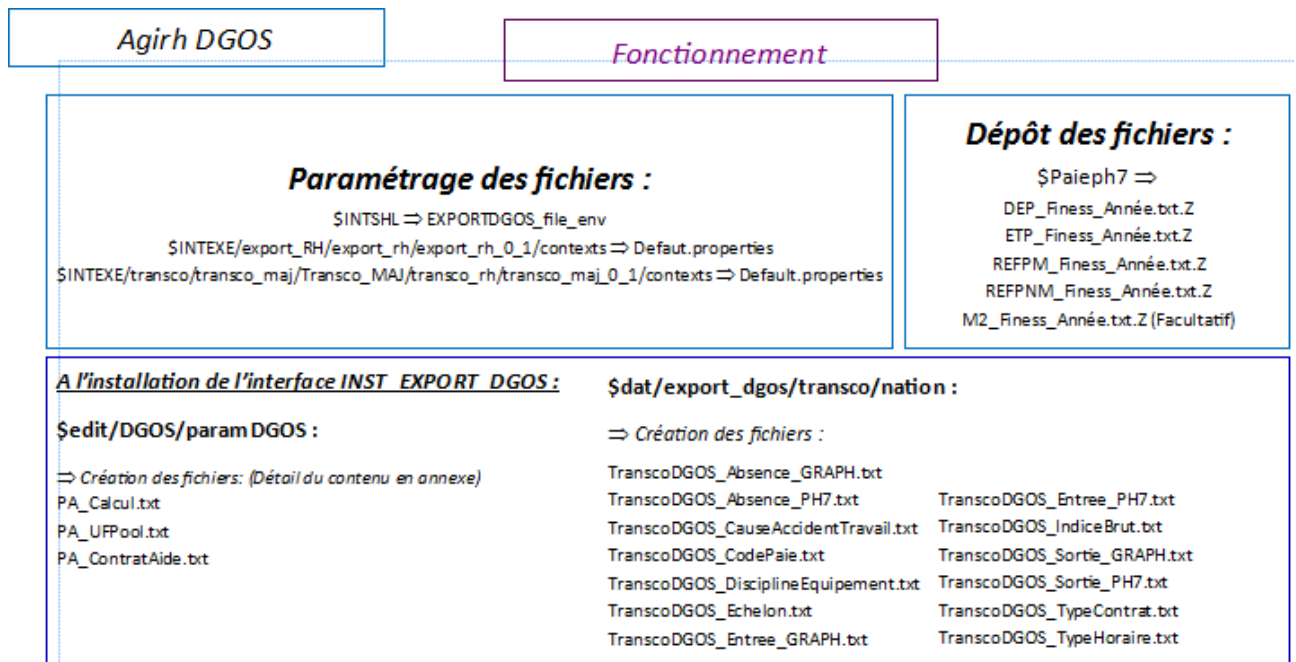 Agirh DGOS
Fonctionnement
Paramétrage des fichiers :
$INTSHL ⇒ EXPORTDGOS_file_env
$INTEXE/export_RH/export_rh/export_rh_0_1/contexts ⇒ Defaut.properties
$INTEXE/transco/transco_maj/Transco_MAJ/transco_rh/transco_maj_0_1/contexts ⇒ Default.properties
Dépôt des fichiers :
$Paieph7 ⇒
DEP_Finess_Année.txt.Z
ETP_Finess_Année.txt.Z
REFPM_Finess_Année.txt.Z
REFPNM_Finess_Année.txt.Z
M2_Finess_Année.txt.Z (Facultatif)
A l'installation de l'interface INST_EXPORT_DGOS :
$edit/DGOS/paramDGOS :
⇒ Création des fichiers: (Détail du contenu en annexe)
PA_Calcul.txt
PA_UFPool.txt
PA_ContratAide.txt
$dat/export_dgos/transco/nation :
⇒ Création des fichiers :
TranscoDGOS_Absence_GRAPH.txt
TranscoDGOS_Absence_PH7.txt
TranscoDGOS_CauseAccidentTravail.txt
TranscoDGOS_CodePaie.txt
TranscoDGOS_DisciplineEquipement.txt
TranscoDGOS_Echelon.txt
TranscoDGOS_Entree_GRAPH.txt
TranscoDGOS_Entree_PH7.txt
TranscoDGOS_IndiceBrut.txt
TranscoDGOS_Sortie_GRAPH.txt
TranscoDGOS_Sortie_PH7.txt
TranscoDGOS_TypeContrat.txt
TranscoDGOS_TypeHoraire.txt